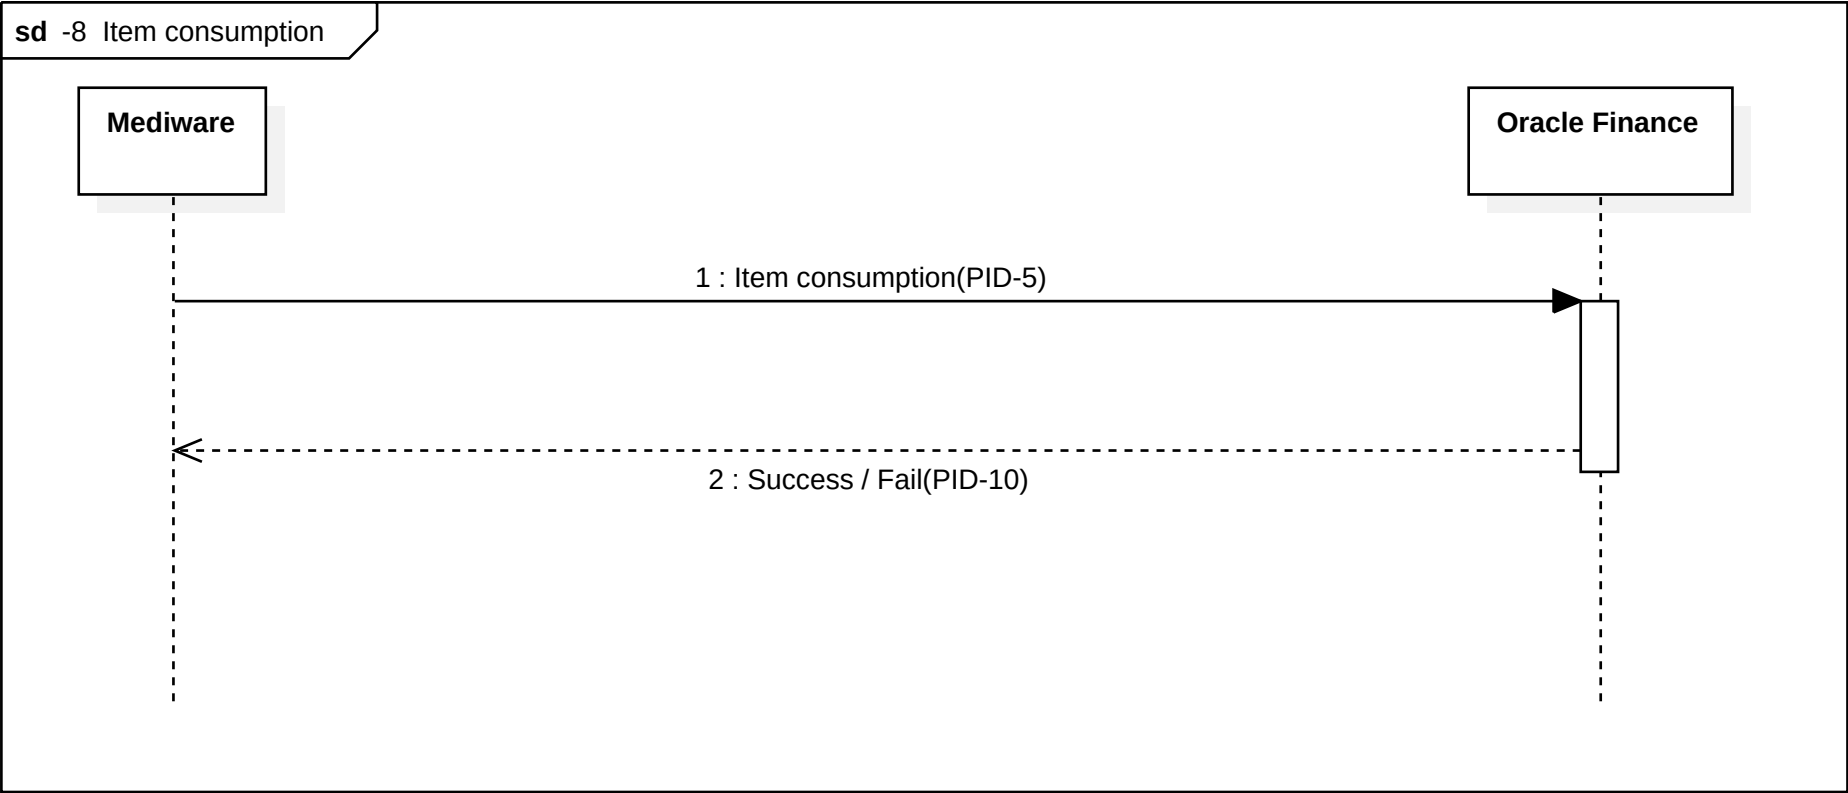 sd -8 Item consumption
Mediware
Oracle Finance
1 : Item consumption(PID-5)
2 : Success / Fail(PID-10)